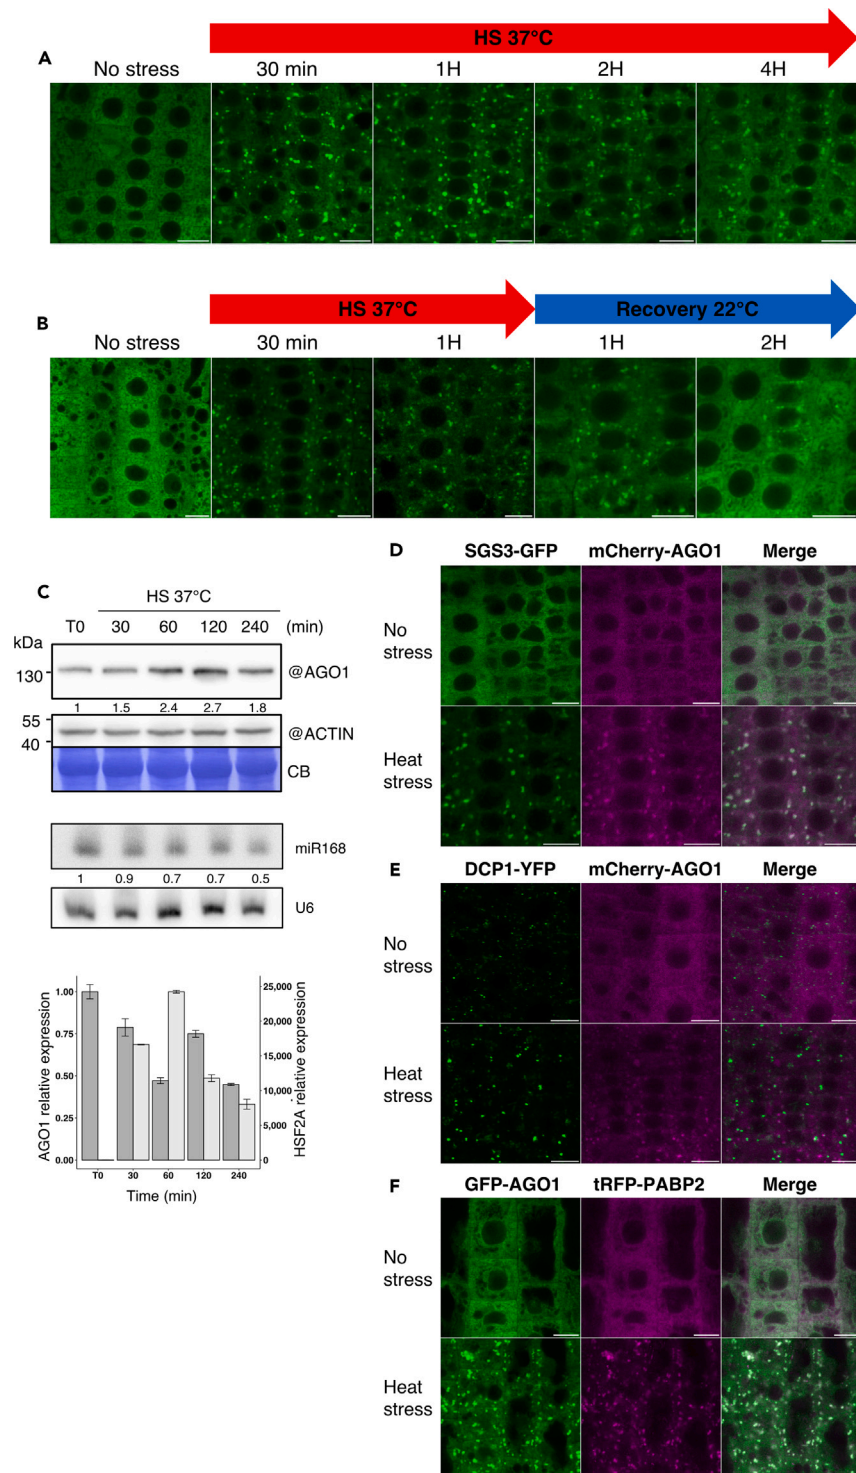 HS 37°C
A
No stress 30 min 1H 2H 4H
HS 37°C Recovery 22°C
B
No stress 30 min 1H 1H 2H
D
SGS3-GFP mCherry-AGO1 Merge
No
stress
Heat
stress
C
HS 37°C
kDa T0 30 60 120 240 (min)
130 @AGO1
1 1.5 2.4 2.7 1.8
55
40 @ACTIN
CB
miR168
1 0.9 0.7 0.7 0.5
U6
E
DCP1-YFP mCherry-AGO1 Merge
No
stress
Heat
stress
AGO1 relative expression
1.00
0.75
0.50
0.25
0.00
25,000
20,000
15,000
10,000
5,000
0
HSF2A relative expression
T0 30 60 120 240
Time (min)
F
GFP-AGO1 tRFP-PABP2 Merge
No
stress
Heat
stress